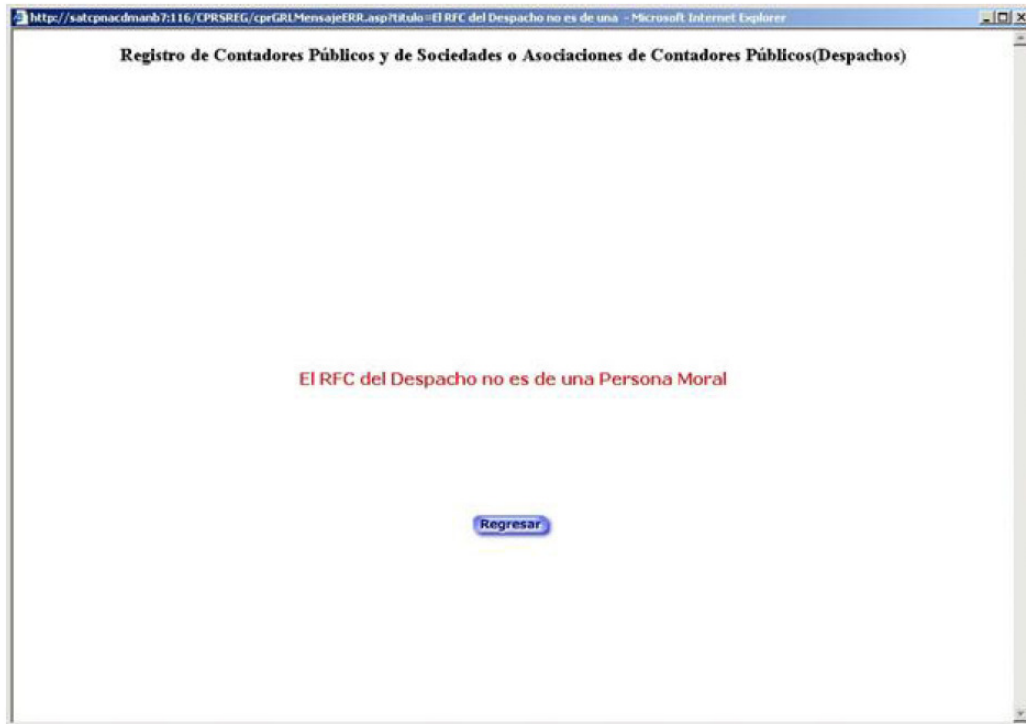 http://satcpnacdmanb7:116/CPRSREG/cprGRLMensajeERR.asp?titulo=El RFC del Despacho no es de una - Microsoft Internet Explorer
Registro de Contadores Públicos y de Sociedades o Asociaciones de Contadores Públicos(Despachos)
El RFC del Despacho no es de una Persona Moral
Regresar